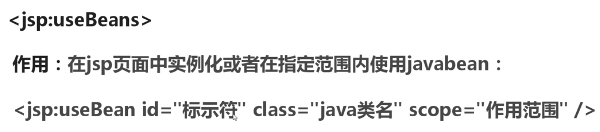 <jsp:useBeans>
作用：在jsp页面中实例化或者在指定范围内使用javabean：
<jsp:useBean id="标示符" class="java类名" scope="作用范围" />